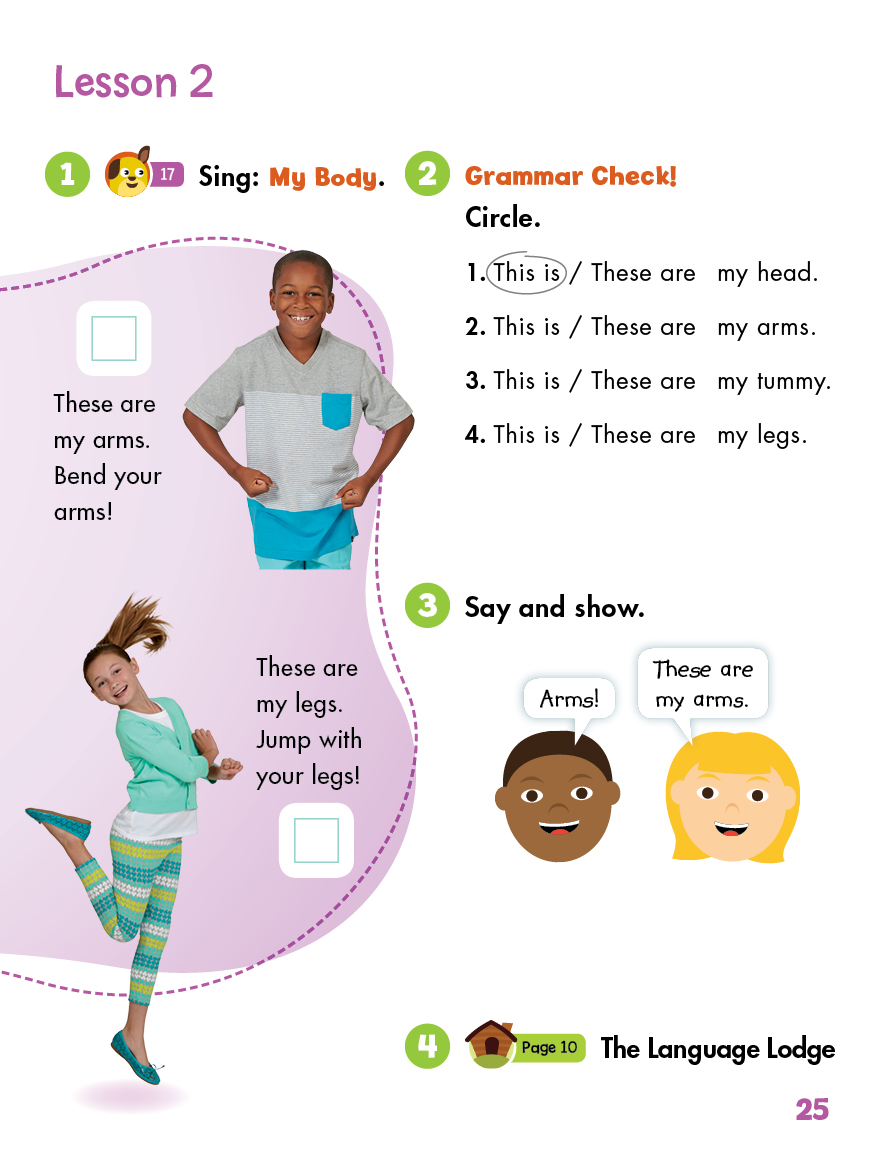 Lesson 2
1 17 Sing: My Body.
These are
my arms.
Bend your
arms!
These are
my legs.
Jump with
your legs!
2 Grammar Check!
Circle.
1. This is / These are my head.
2. This is / These are my arms.
3. This is / These are my tummy.
4. This is / These are my legs.
3 Say and show.
Arms!
These are
my arms.
4 Page 10 The Language Lodge
25